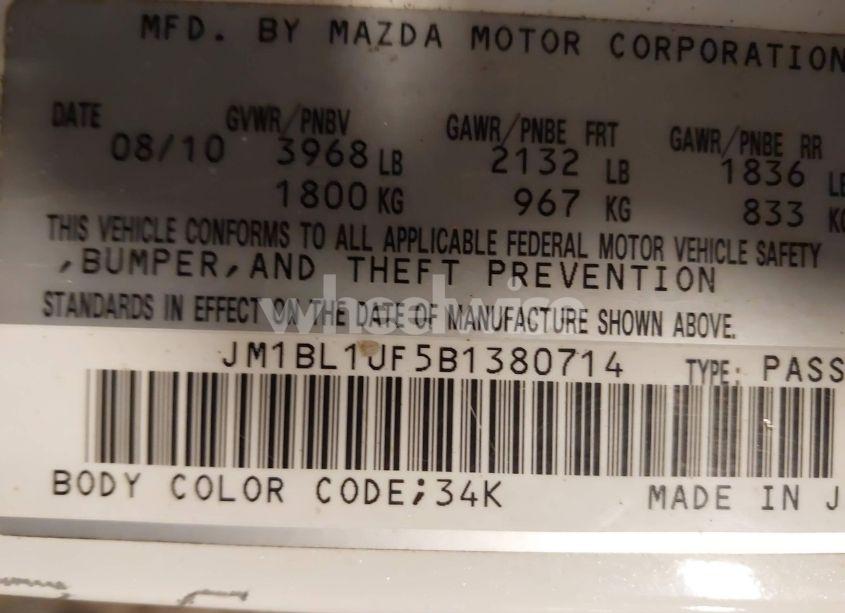 MFD. BY MAZDA MOTOR CORPORATION
DATE GVWR/PNBV GAWR/PNBE FRT GAWR/PNBE RR
08/10 3968 LB 2132 LB 1836 LB
1800 KG 967 KG 833 KG
THIS VEHICLE CONFORMS TO ALL APPLICABLE FEDERAL MOTOR VEHICLE SAFETY
,BUMPER,AND THEFT PREVENTION
STANDARDS IN EFFECT ON THE DATE OF MANUFACTURE SHOWN ABOVE.
wheelwise
JM1BL1UF5B1380714 TYPE: PASS
BODY COLOR CODE;34K MADE IN J